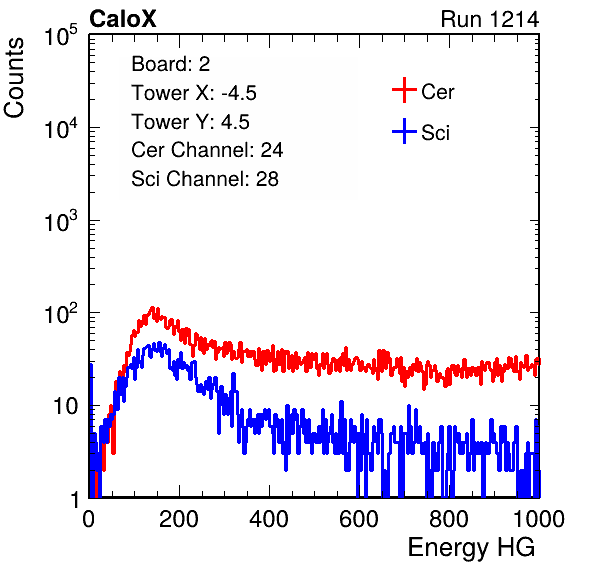 CaloX Run 1214
Counts
Board: 2
Tower X: -4.5
Tower Y: 4.5
Cer Channel: 24
Sci Channel: 28
Cer
Sci
10^5
10^4
10^3
10^2
10
1
0 200 400 600 800 1000
Energy HG